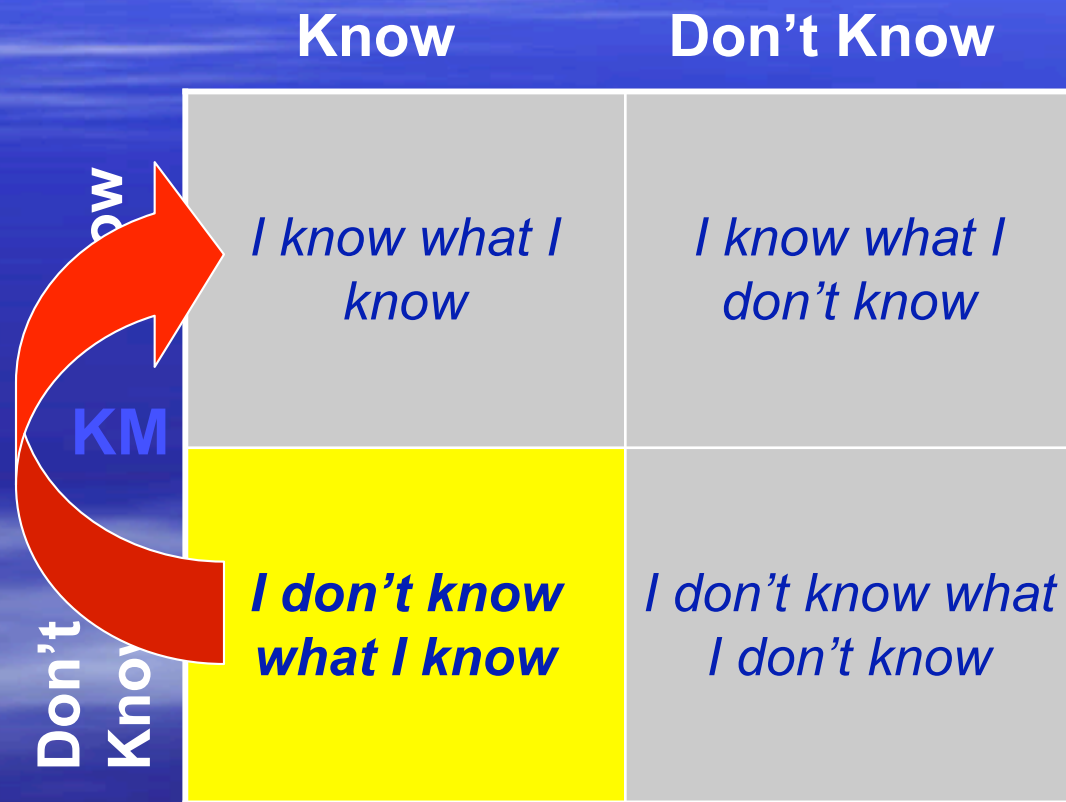 Know Don’t Know
I know what I
know
I know what I
don’t know
KM
I don’t know
what I know
I don’t know what
I don’t know
Don’t